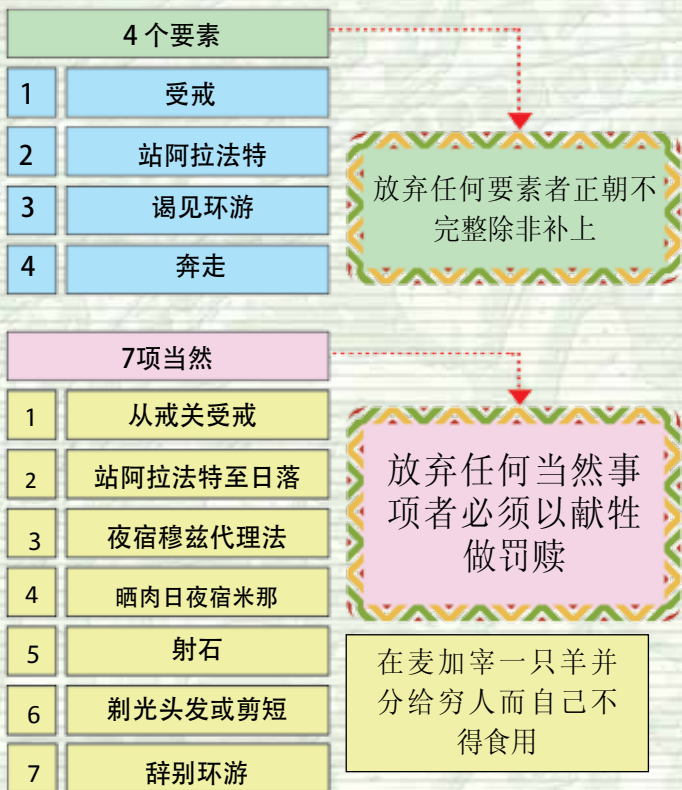 4 个要素
1 受戒
2 站阿拉法特
3 谒见环游
4 奔走
放弃任何要素者正朝不
完整除非补上
7项当然
1 从戒关受戒
2 站阿拉法特至日落
3 夜宿穆兹代理法
4 晒肉日夜宿米那
5 射石
6 剃光头发或剪短
7 辞别环游
放弃任何当然事
项者必须以献牲
做罚赎
在麦加宰一只羊并
分给穷人而自己不
得食用